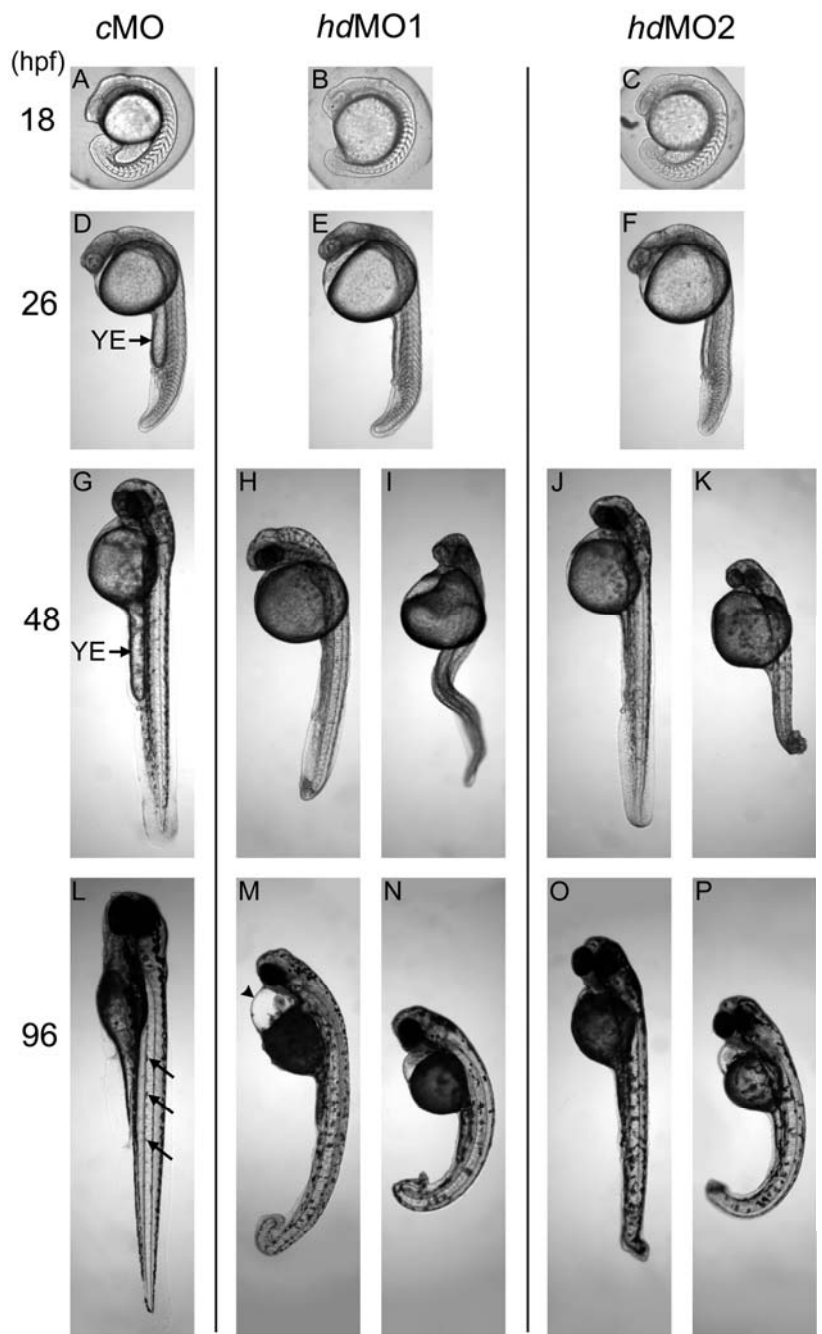 cMO hdMO1 hdMO2
(hpf)
18 A B C
26 D E F
YE
48 G H I J K
YE
96 L M N O P